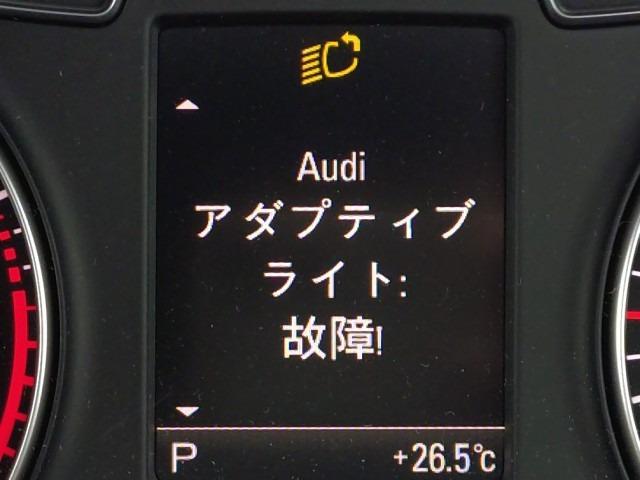 Audi
アダプティブ
ライト:
故障!
P +26.5℃